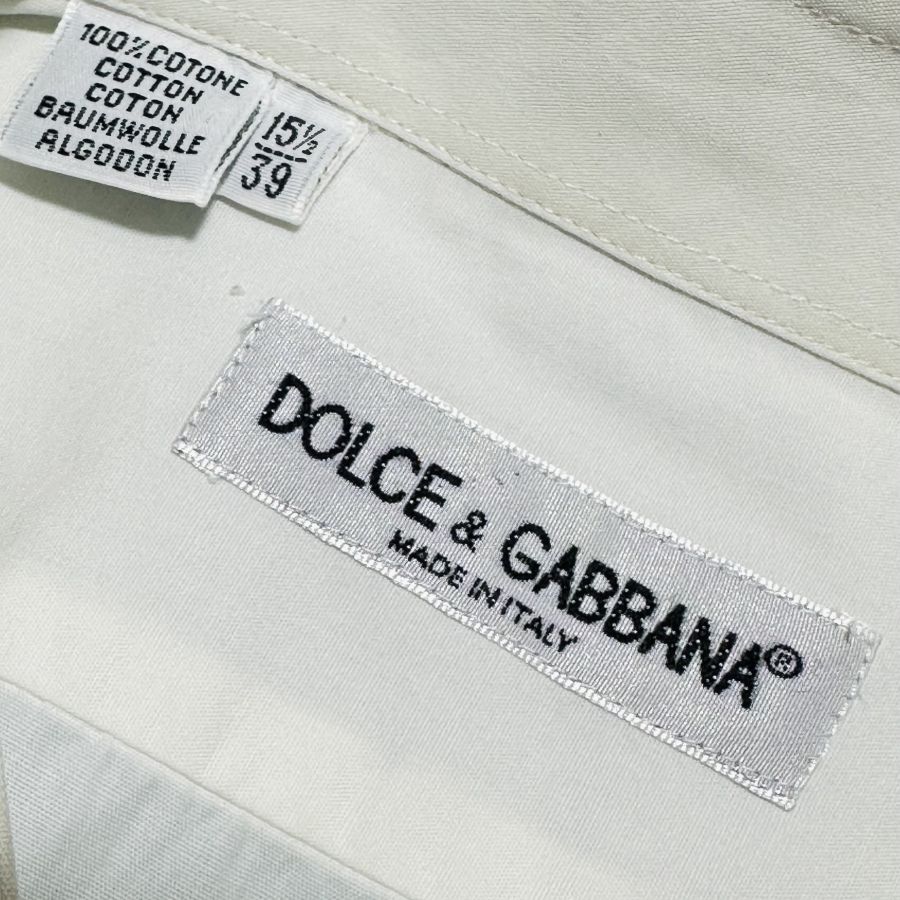 100% COTONE
COTTON
COTON
BAUMWOLLE
ALGODON
15½
39
DOLCE & GABBANA®
MADE IN ITALY